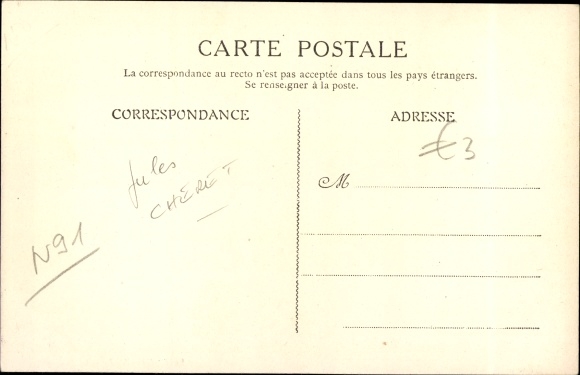 CARTE POSTALE
La correspondance au recto n'est pas acceptée dans tous les pays étrangers.
Se renseigner à la poste.
CORRESPONDANCE
ADRESSE
€3
Jules
CHÉRET
M
N91